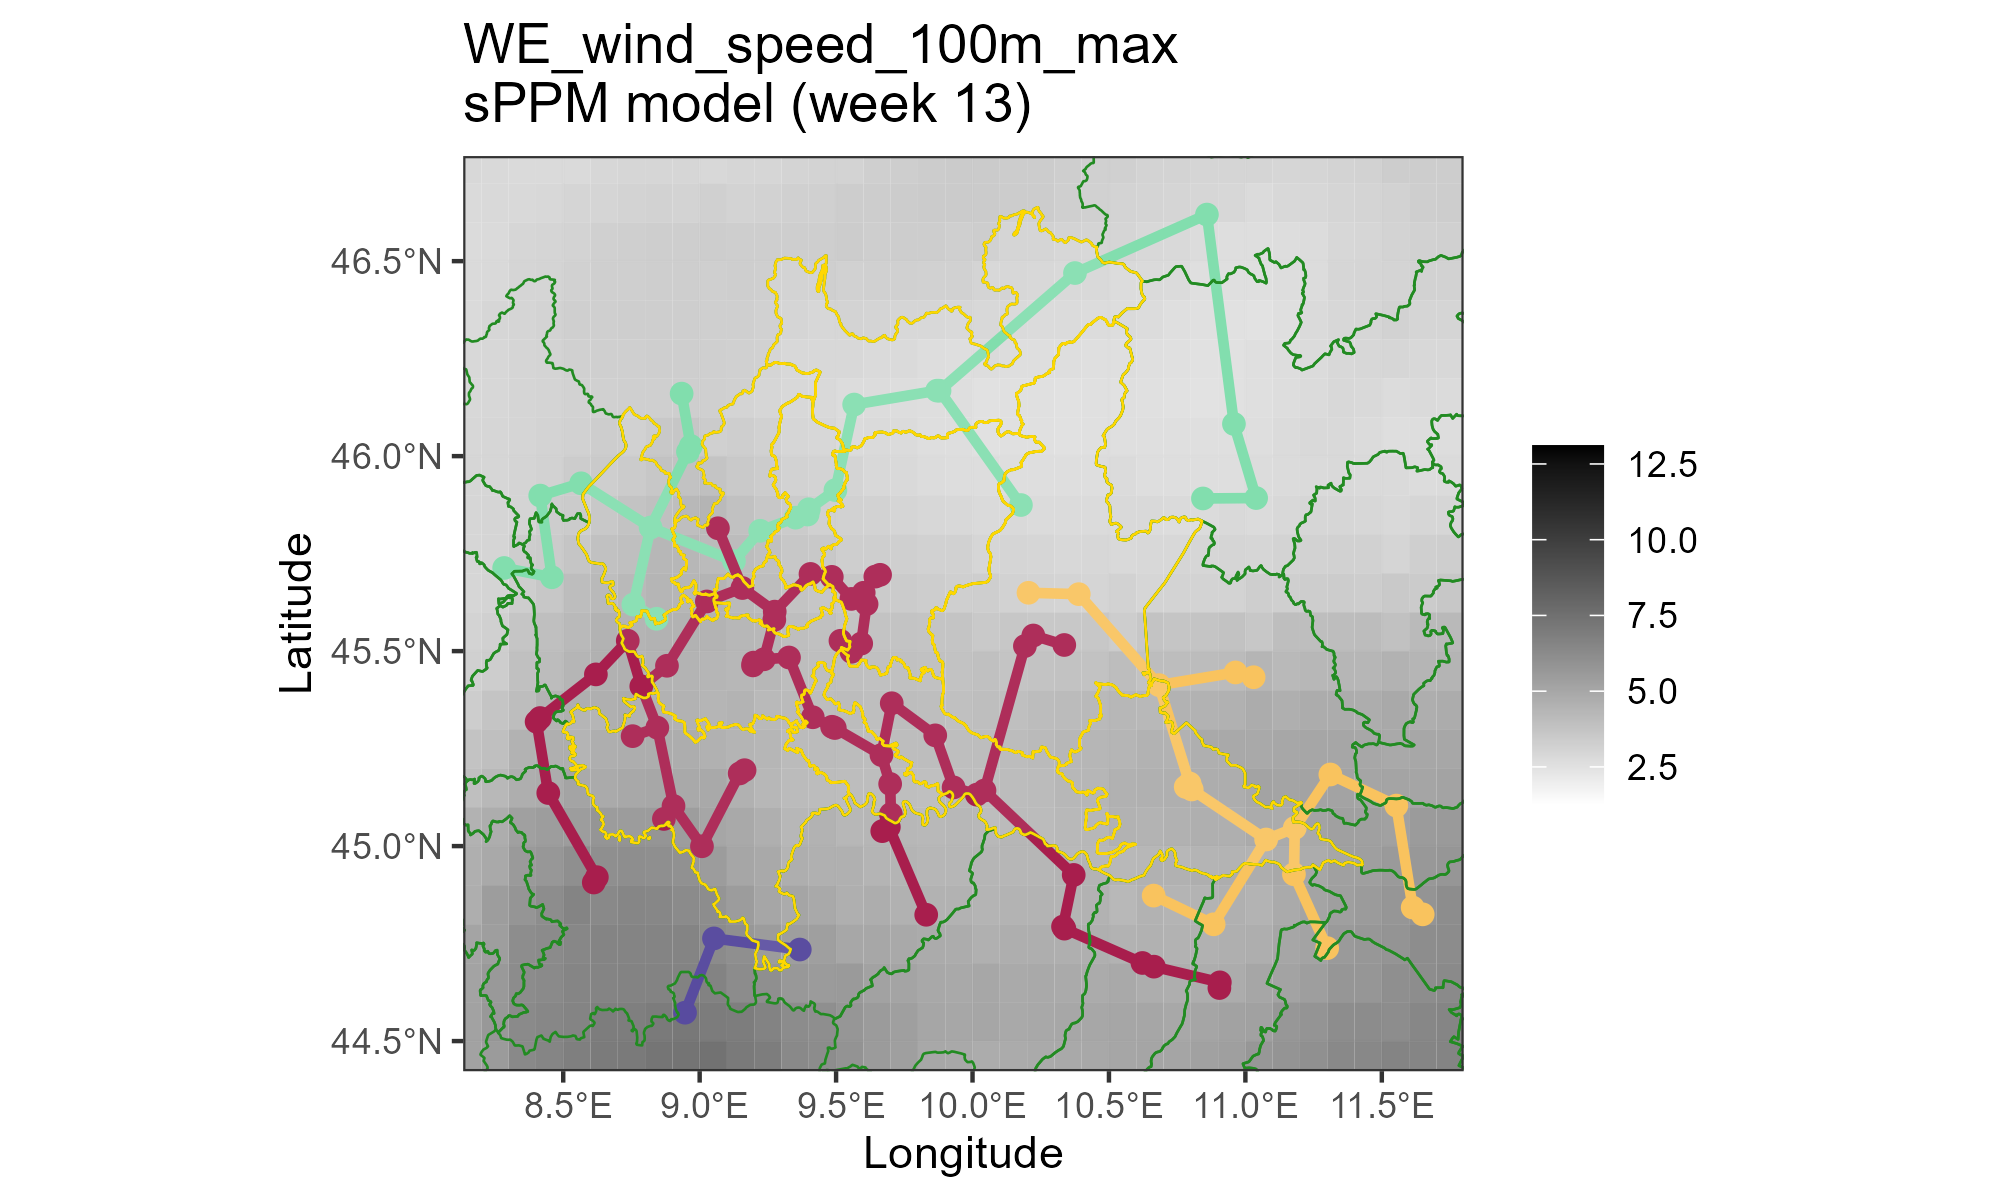 WE_wind_speed_100m_max
sPPM model (week 13)
46.5°N
46.0°N
45.5°N
45.0°N
44.5°N
Latitude
8.5°E 9.0°E 9.5°E 10.0°E 10.5°E 11.0°E 11.5°E
Longitude
12.5
10.0
7.5
5.0
2.5